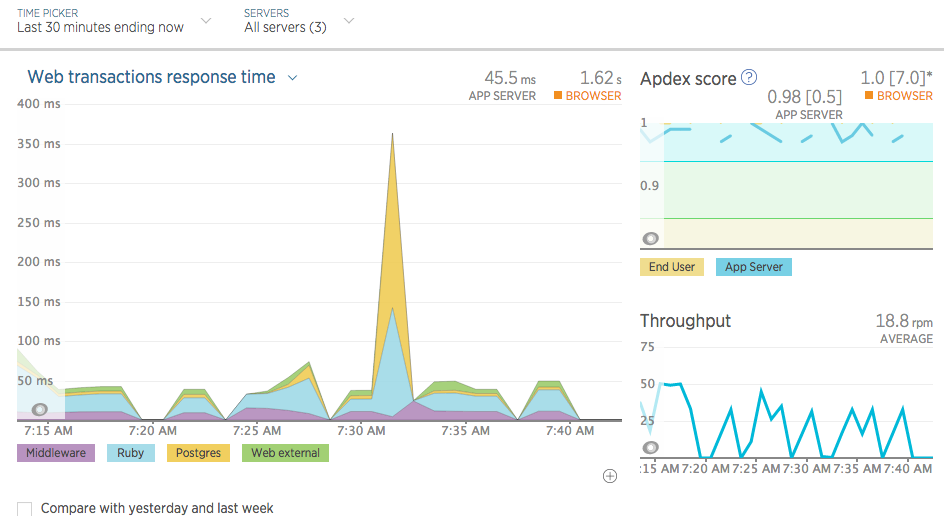 TIME PICKER
Last 30 minutes ending now
SERVERS
All servers (3)
Web transactions response time
45.5 ms
APP SERVER
1.62 s
BROWSER
400 ms
350 ms
300 ms
250 ms
200 ms
150 ms
100 ms
50 ms
7:15 AM
7:20 AM
7:25 AM
7:30 AM
7:35 AM
7:40 AM
Middleware
Ruby
Postgres
Web external
Compare with yesterday and last week
Apdex score ?
0.98 [0.5]
APP SERVER
1.0 [7.0]*
BROWSER
1
0.9
End User
App Server
Throughput
18.8 rpm
AVERAGE
75
50
25
:15 AM
7:20 AM
7:25 AM
7:30 AM
7:35 AM
7:40 AM